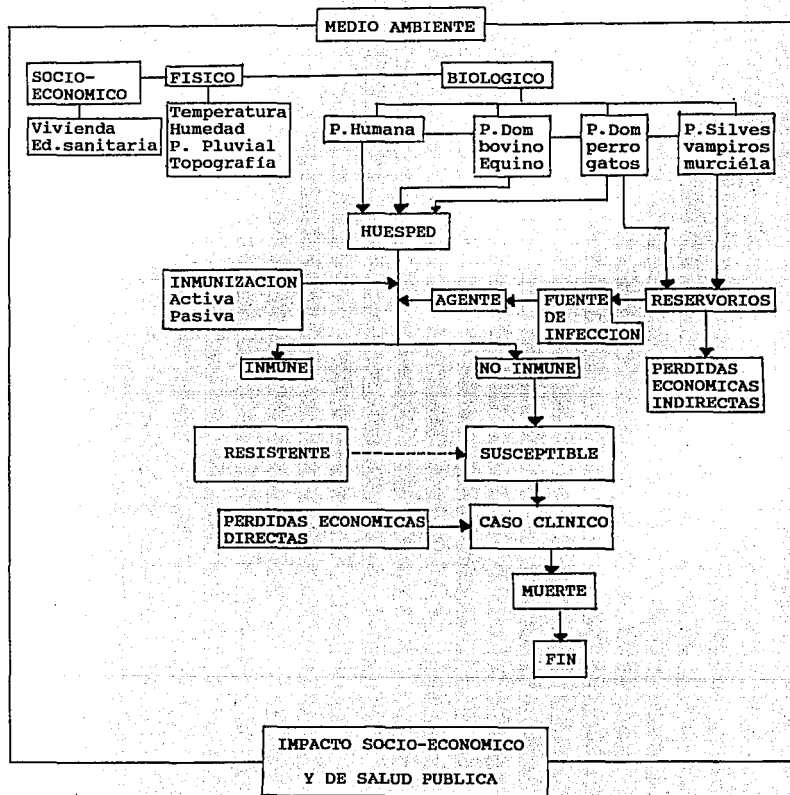 MEDIO AMBIENTE
SOCIO-
ECONOMICO
FISICO
BIOLOGICO
Vivienda
Ed.sanitaria
Temperatura
Humedad
P. Pluvial
Topografía
P.Humana
P.Dom
bovino
Equino
P.Dom
perro
gatos
P.Silves
vampiros
murciéla
HUESPED
INMUNIZACION
Activa
Pasiva
AGENTE
FUENTE
DE
INFECCION
RESERVORIOS
INMUNE
NO INMUNE
PERDIDAS
ECONOMICAS
INDIRECTAS
RESISTENTE
SUSCEPTIBLE
PERDIDAS ECONOMICAS
DIRECTAS
CASO CLINICO
MUERTE
FIN
IMPACTO SOCIO-ECONOMICO
Y DE SALUD PUBLICA